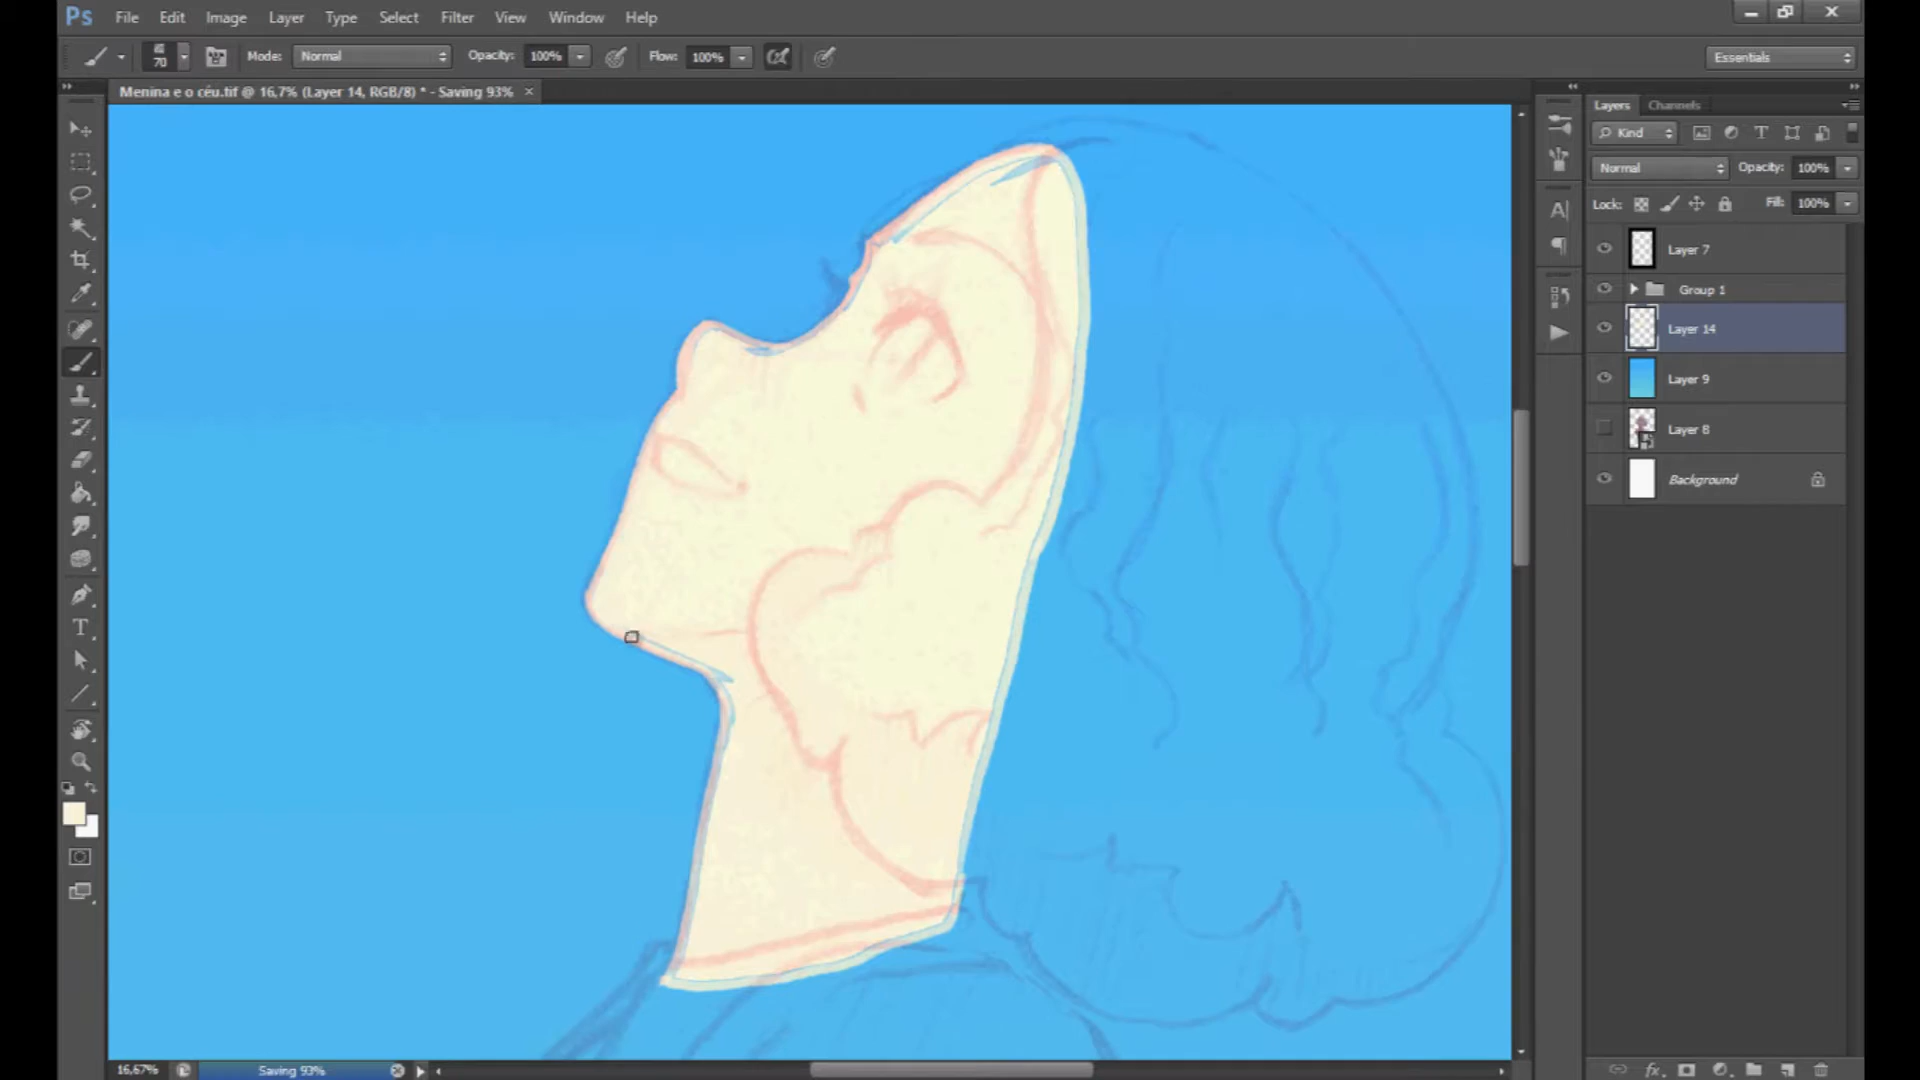 Ps File Edit Image Layer Type Select Filter View Window Help
70 Mode: Normal Opacity: 100% Flow: 100% Essentials
Menina e o céu.tif @ 16,7% (Layer 14, RGB/8) * - Saving 93% ×
Layers Channels
Kind
Normal Opacity: 100%
Lock: Fill: 100%
Layer 7
Group 1
Layer 14
Layer 9
Layer 8
Background
16,67% Saving 93%